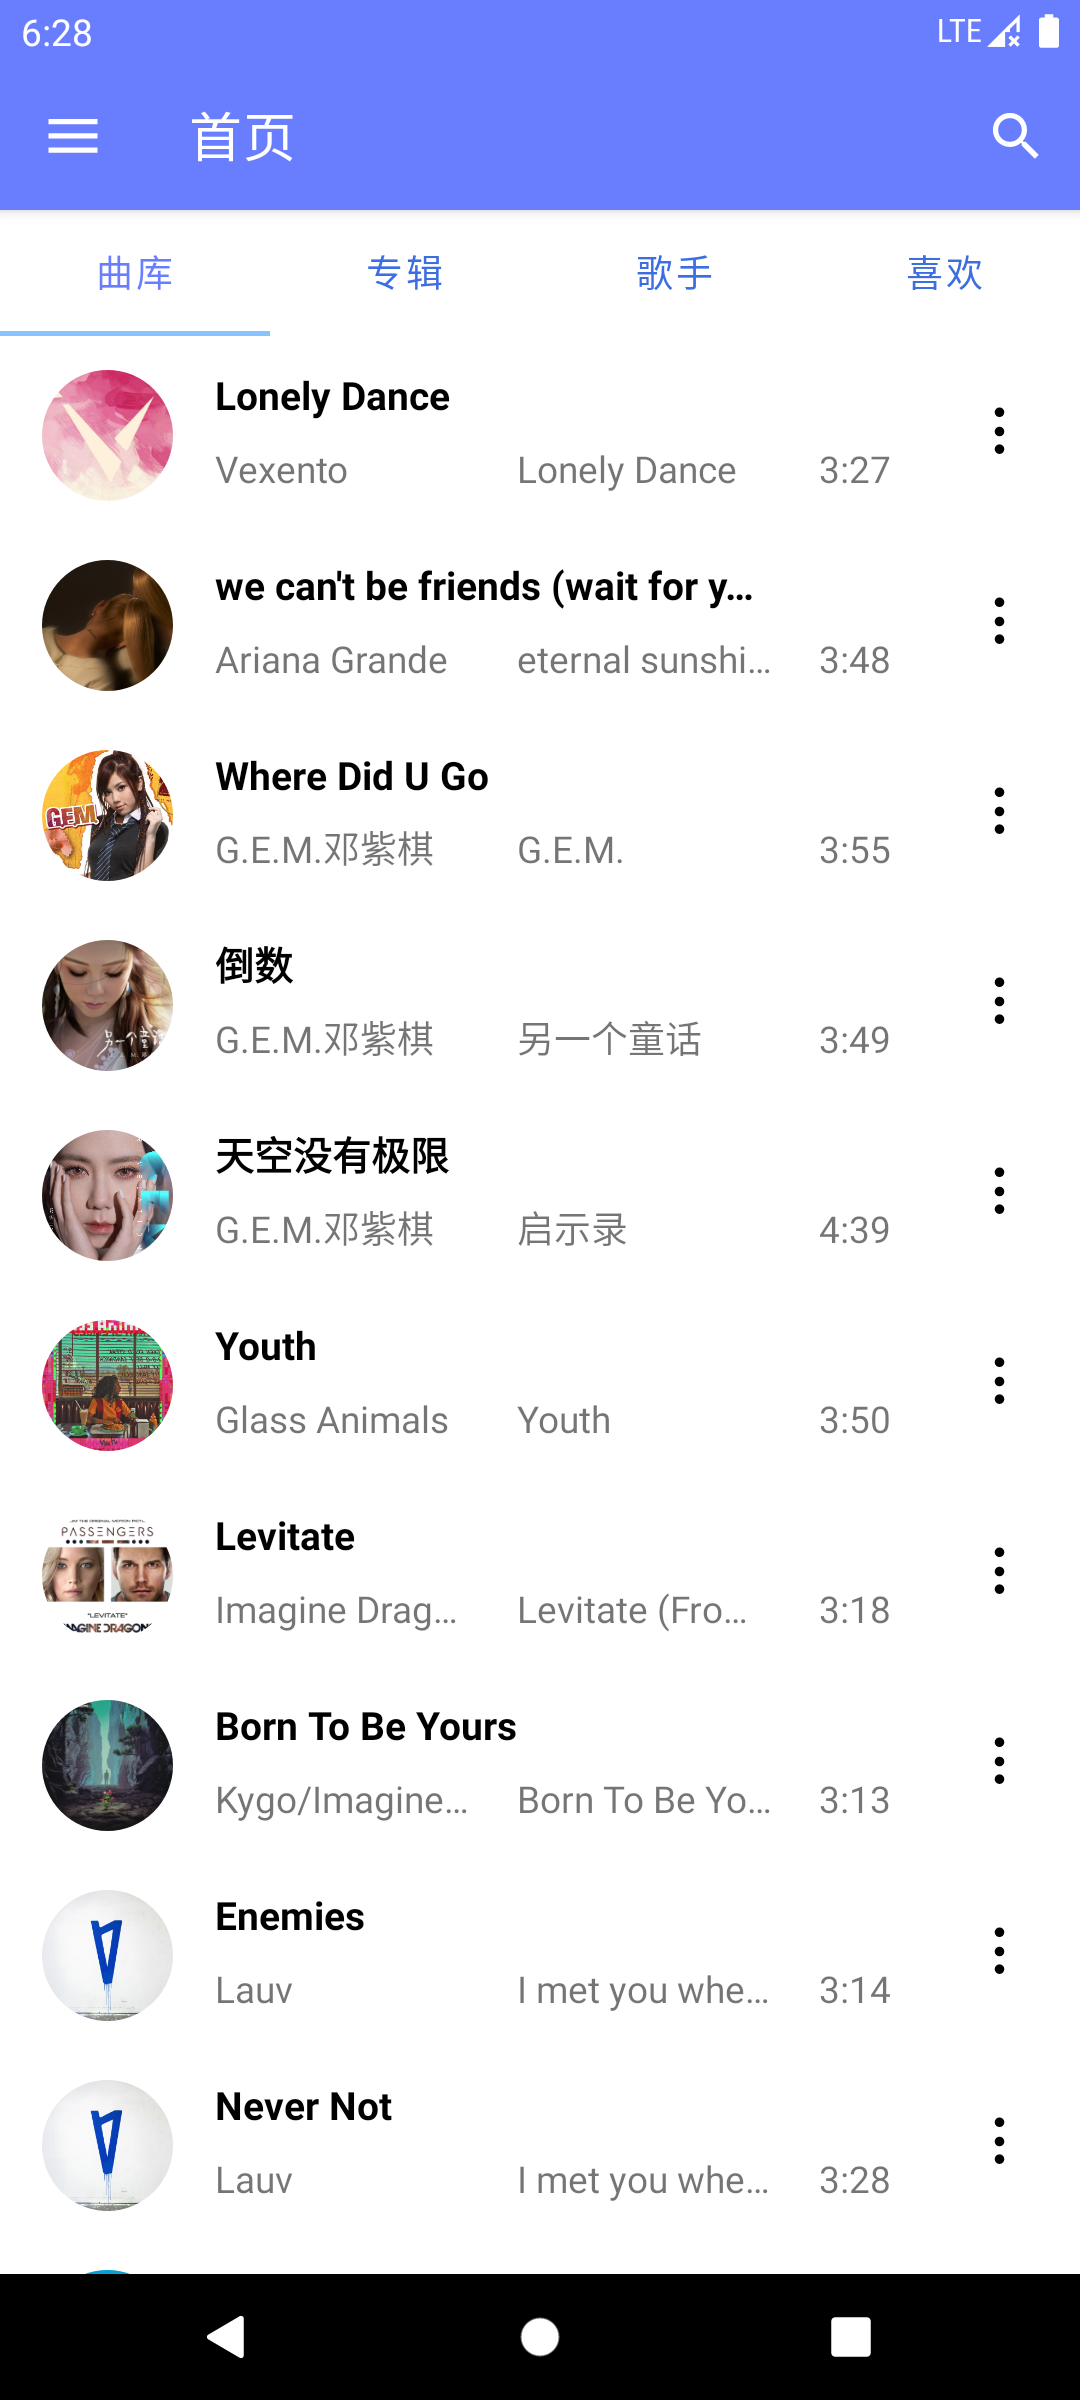 6:28
LTE
首页
曲库 专辑 歌手 喜欢
Lonely Dance
Vexento Lonely Dance 3:27
we can't be friends (wait for y...
Ariana Grande eternal sunshi... 3:48
GEM
Where Did U Go
G.E.M.邓紫棋 G.E.M. 3:55
倒数
G.E.M.邓紫棋 另一个童话 3:49
天空没有极限
G.E.M.邓紫棋 启示录 4:39
Youth
Glass Animals Youth 3:50
PASSENGERS
"LEVITATE"
Levitate
Imagine Drag... Levitate (Fro... 3:18
Born To Be Yours
Kygo/Imagine... Born To Be Yo... 3:13
Enemies
Lauv I met you whe... 3:14
Never Not
Lauv I met you whe... 3:28